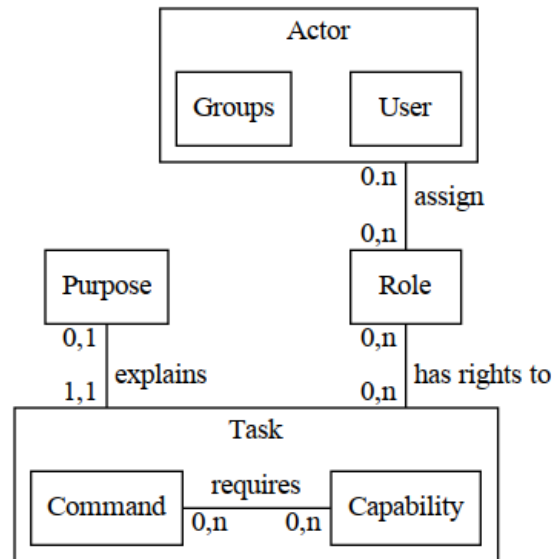 Actor
Groups User
0.n
assign
0,n
Purpose Role
0,1 0,n
explains has rights to
1,1 0,n
Task
requires
Command Capability
0,n 0,n